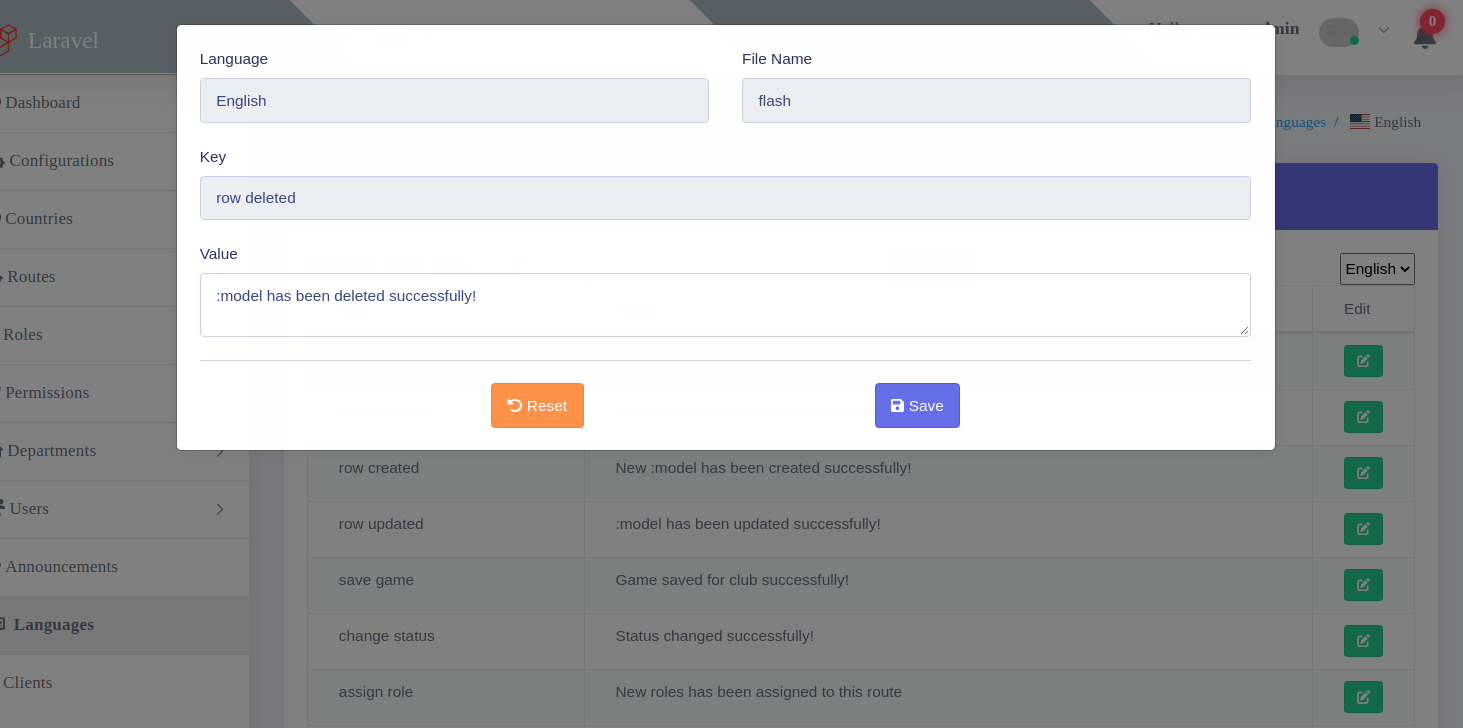 Laravel
0
Language
File Name
English
flash
Key
row deleted
Value
:model has been deleted successfully!
Reset
Save
/ English
Dashboard
Configurations
Countries
Routes
Roles
Permissions
Departments
Users
Announcements
Languages
Clients
English
Edit
row created
New :model has been created successfully!
row updated
:model has been updated successfully!
save game
Game saved for club successfully!
change status
Status changed successfully!
assign role
New roles has been assigned to this route